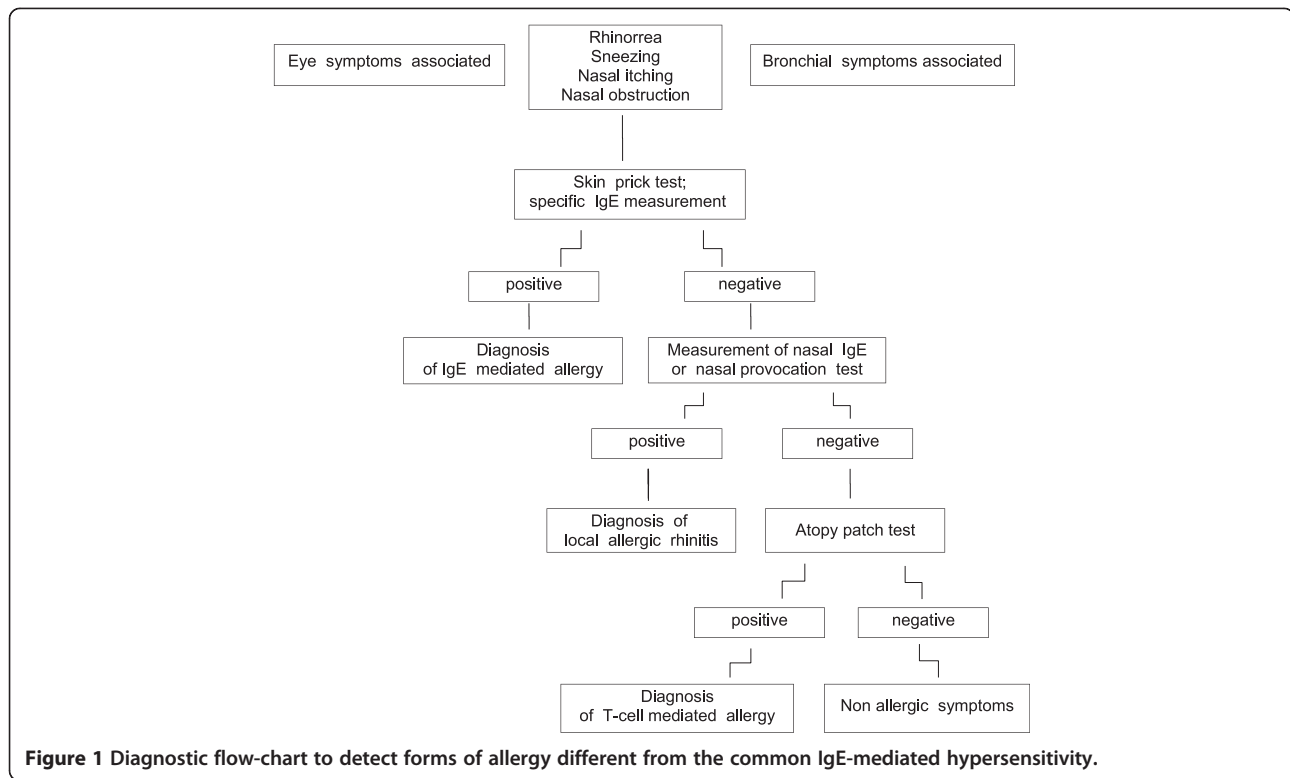 Rhinorrea
Sneezing
Nasal itching
Nasal obstruction
Eye symptoms associated
Bronchial symptoms associated
Skin prick test;
specific IgE measurement
positive
negative
Diagnosis
of IgE mediated allergy
Measurement of nasal IgE
or nasal provocation test
positive
negative
Diagnosis of
local allergic rhinitis
Atopy patch test
positive
negative
Diagnosis
of T-cell mediated allergy
Non allergic symptoms
Figure 1 Diagnostic flow-chart to detect forms of allergy different from the common IgE-mediated hypersensitivity.